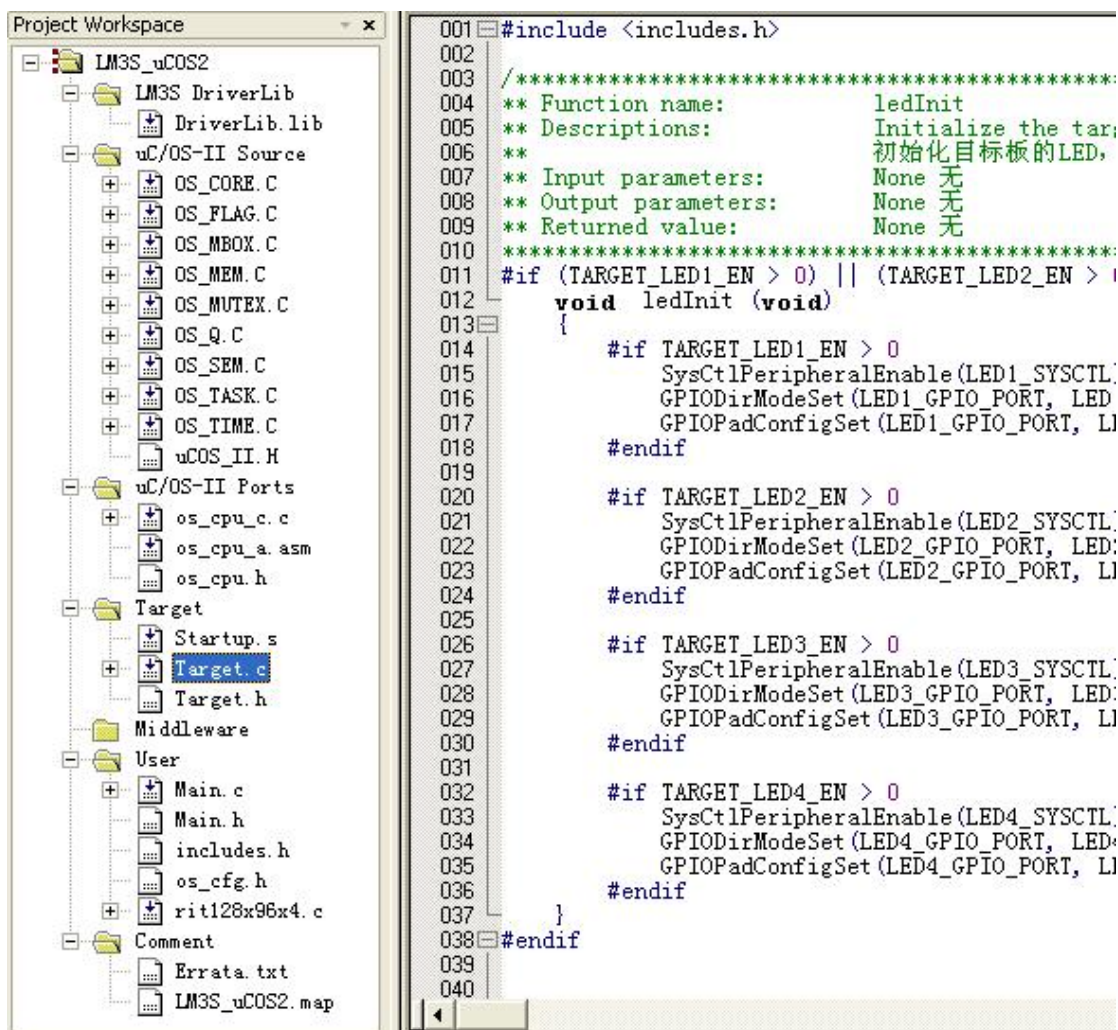 Project Workspace
LM3S_uCOS2
LM3S DriverLib
DriverLib.lib
uC/OS-II Source
OS_CORE.C
OS_FLAG.C
OS_MBOX.C
OS_MEM.C
OS_MUTEX.C
OS_Q.C
OS_SEM.C
OS_TASK.C
OS_TIME.C
uCOS_II.H
uC/OS-II Ports
os_cpu_c.c
os_cpu_a.asm
os_cpu.h
Target
Startup.s
Target.c
Target.h
Middleware
User
Main.c
Main.h
includes.h
os_cfg.h
rit128x96x4.c
Comment
Errata.txt
LM3S_uCOS2.map
001 #include <includes.h>
002
003 /***********************************************
004 ** Function name: ledInit
005 ** Descriptions: Initialize the tar
006 ** 初始化目标板的LED，
007 ** Input parameters: None 无
008 ** Output parameters: None 无
009 ** Returned value: None 无
010 ***********************************************
011 #if (TARGET_LED1_EN > 0) || (TARGET_LED2_EN >
012 void ledInit (void)
013 {
014 #if TARGET_LED1_EN > 0
015 SysCtlPeripheralEnable(LED1_SYSCTL
016 GPIODirModeSet(LED1_GPIO_PORT, LED
017 GPIOPadConfigSet(LED1_GPIO_PORT, L
018 #endif
019
020 #if TARGET_LED2_EN > 0
021 SysCtlPeripheralEnable(LED2_SYSCTL
022 GPIODirModeSet(LED2_GPIO_PORT, LED
023 GPIOPadConfigSet(LED2_GPIO_PORT, L
024 #endif
025
026 #if TARGET_LED3_EN > 0
027 SysCtlPeripheralEnable(LED3_SYSCTL
028 GPIODirModeSet(LED3_GPIO_PORT, LED
029 GPIOPadConfigSet(LED3_GPIO_PORT, L
030 #endif
031
032 #if TARGET_LED4_EN > 0
033 SysCtlPeripheralEnable(LED4_SYSCTL
034 GPIODirModeSet(LED4_GPIO_PORT, LED
035 GPIOPadConfigSet(LED4_GPIO_PORT, L
036 #endif
037 }
038 #endif
039
040